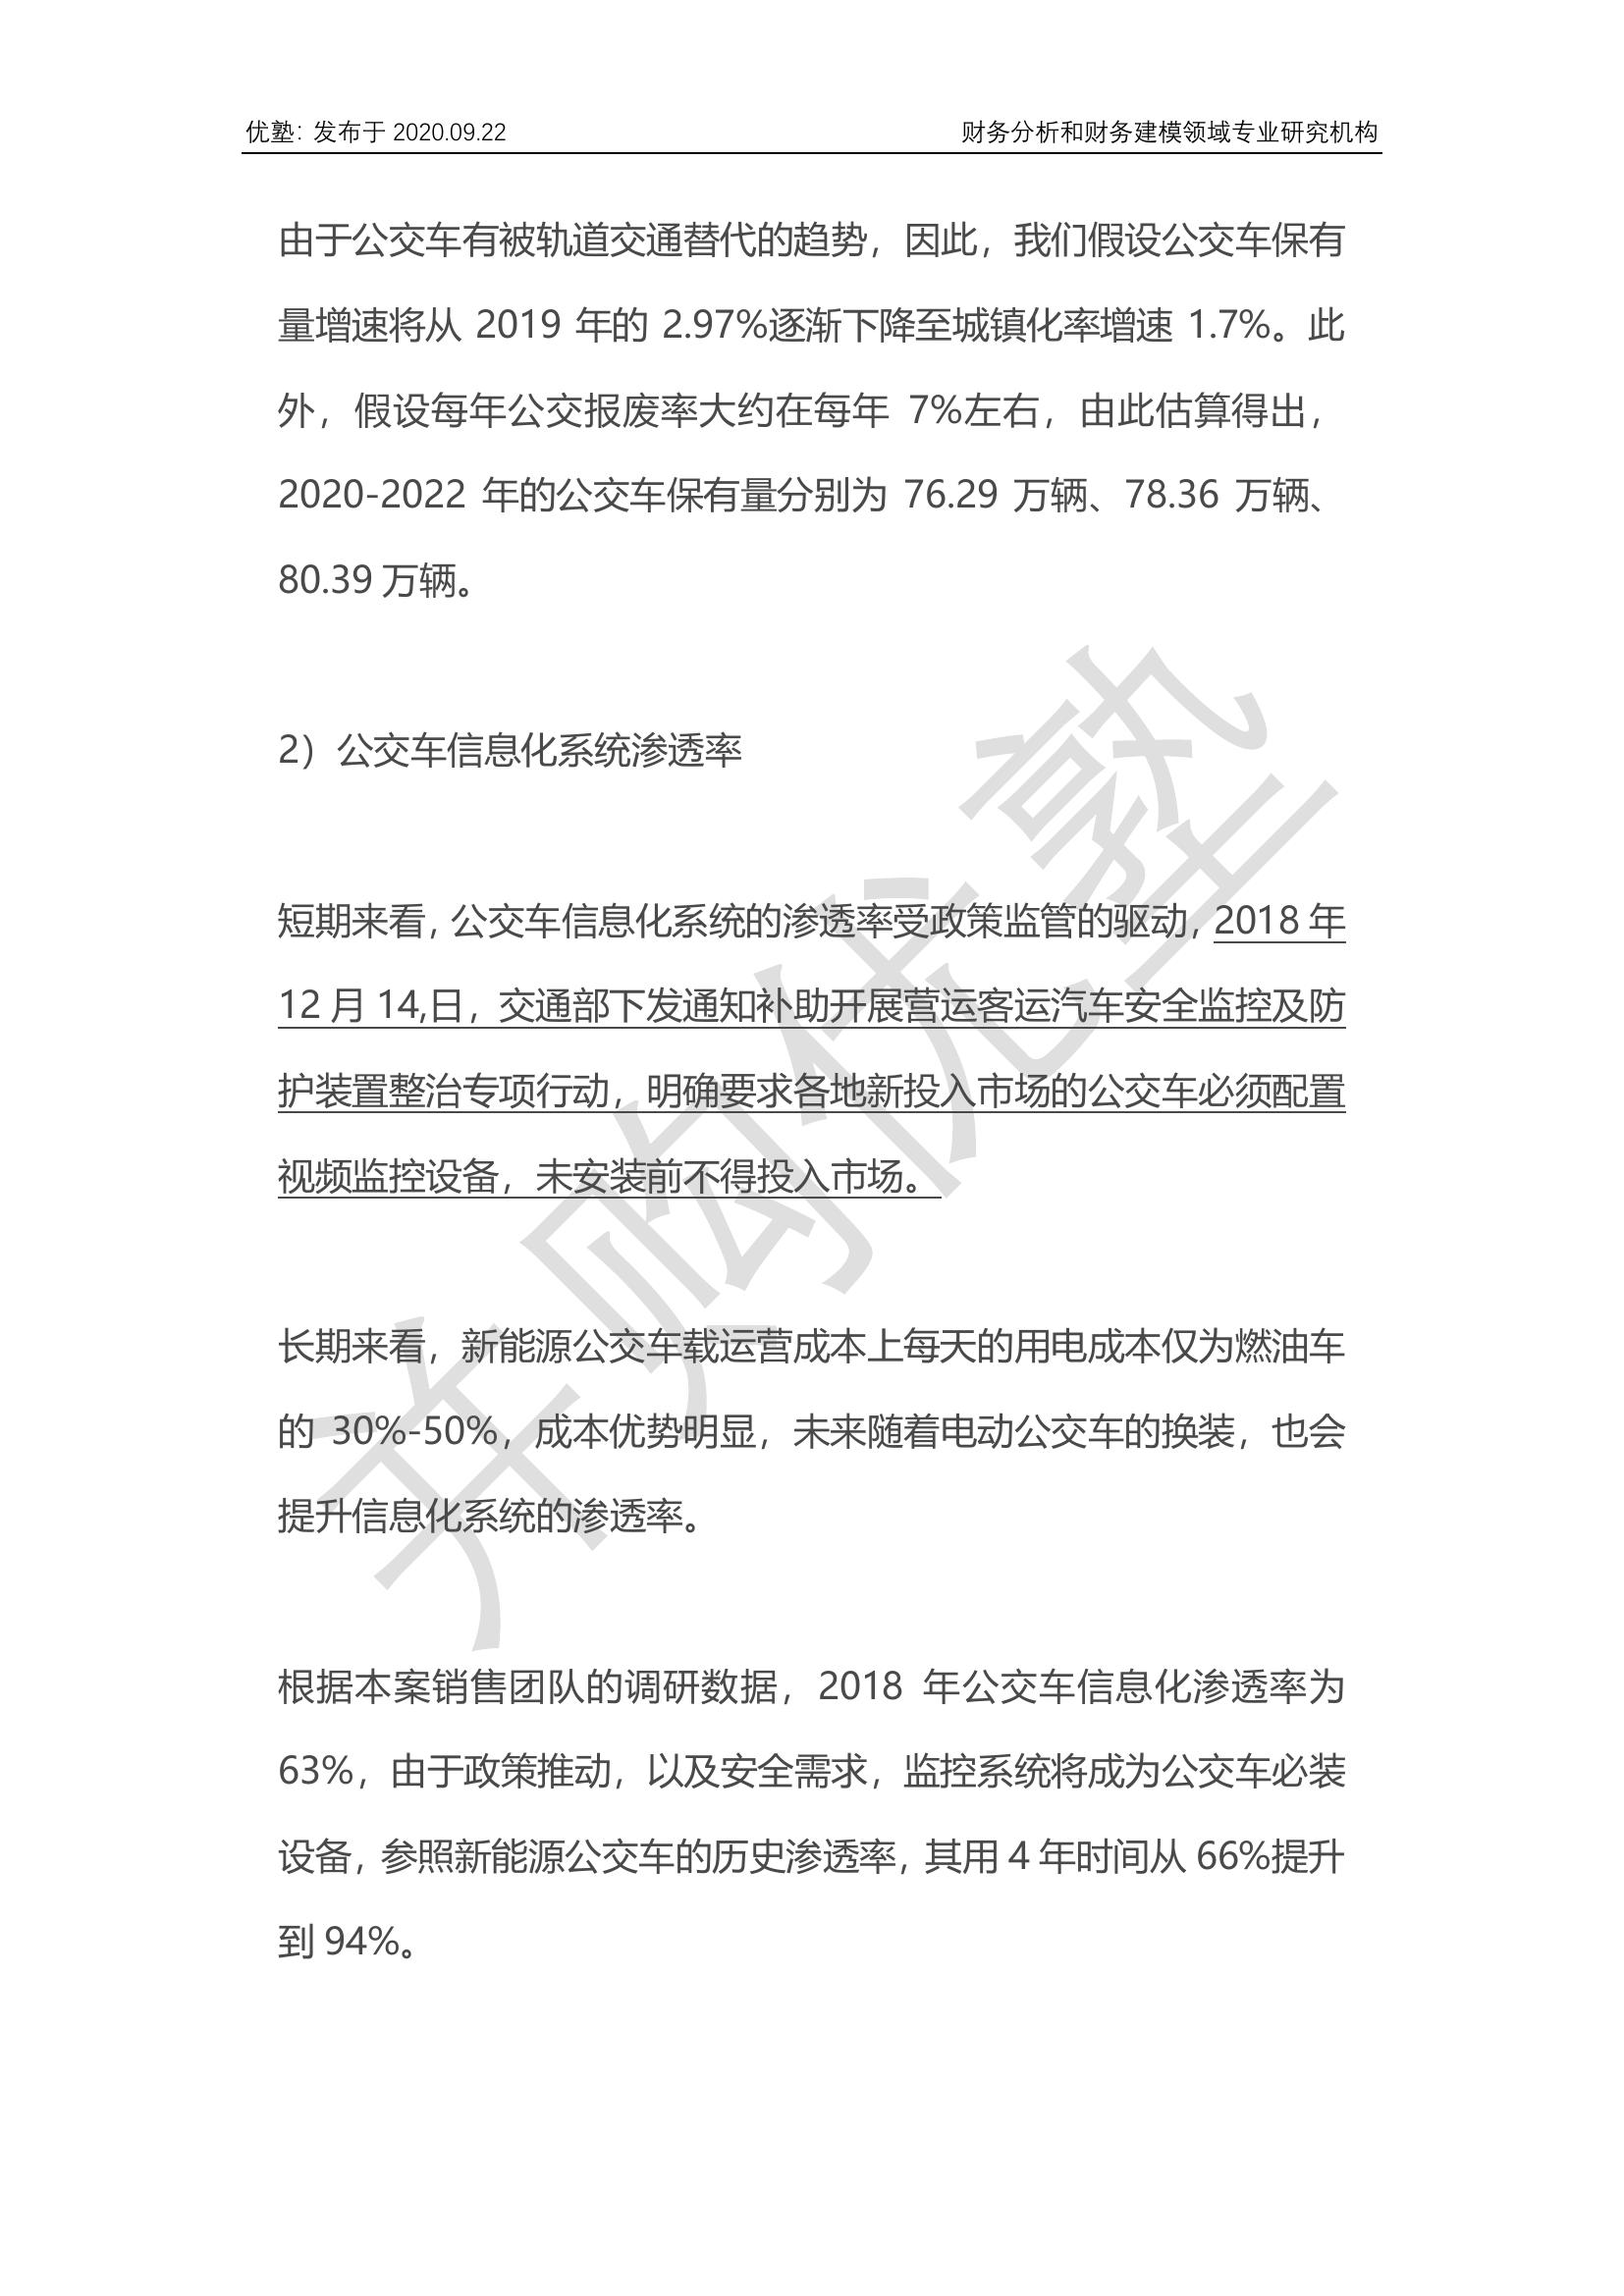 优塾：发布于 2020.09.22 财务分析和财务建模领域专业研究机构
由于公交车有被轨道交通替代的趋势，因此，我们假设公交车保有
量增速将从 2019 年的 2.97%逐渐下降至城镇化率增速 1.7%。此
外，假设每年公交报废率大约在每年 7%左右，由此估算得出，
2020-2022 年的公交车保有量分别为 76.29 万辆、78.36 万辆、
80.39 万辆。
2）公交车信息化系统渗透率
短期来看，公交车信息化系统的渗透率受政策监管的驱动，2018 年
12 月 14,日，交通部下发通知补助开展营运客运汽车安全监控及防
护装置整治专项行动，明确要求各地新投入市场的公交车必须配置
视频监控设备，未安装前不得投入市场。
长期来看，新能源公交车载运营成本上每天的用电成本仅为燃油车
的 30%-50%，成本优势明显，未来随着电动公交车的换装，也会
提升信息化系统的渗透率。
根据本案销售团队的调研数据，2018 年公交车信息化渗透率为
63%，由于政策推动，以及安全需求，监控系统将成为公交车必装
设备，参照新能源公交车的历史渗透率，其用 4 年时间从 66%提升
到 94%。
并购优塾